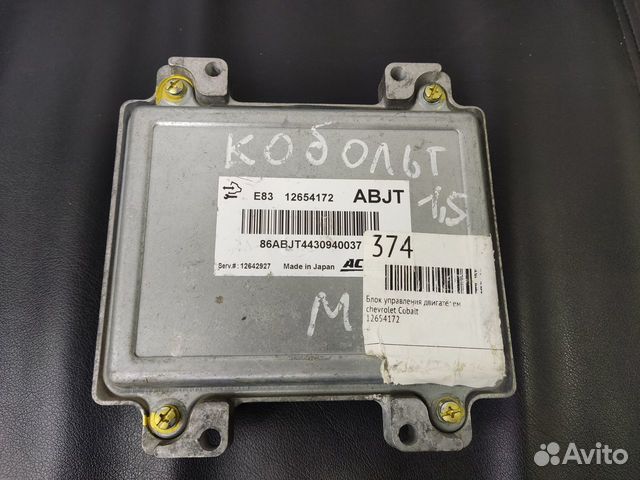 Кобольт
1,5
E83 12654172 ABJT
86ABJT4430940037
Serv.#: 12642927 Made in Japan AC
374
Блок управления двигателем
chevrolet Cobalt
12654172
М
Avito